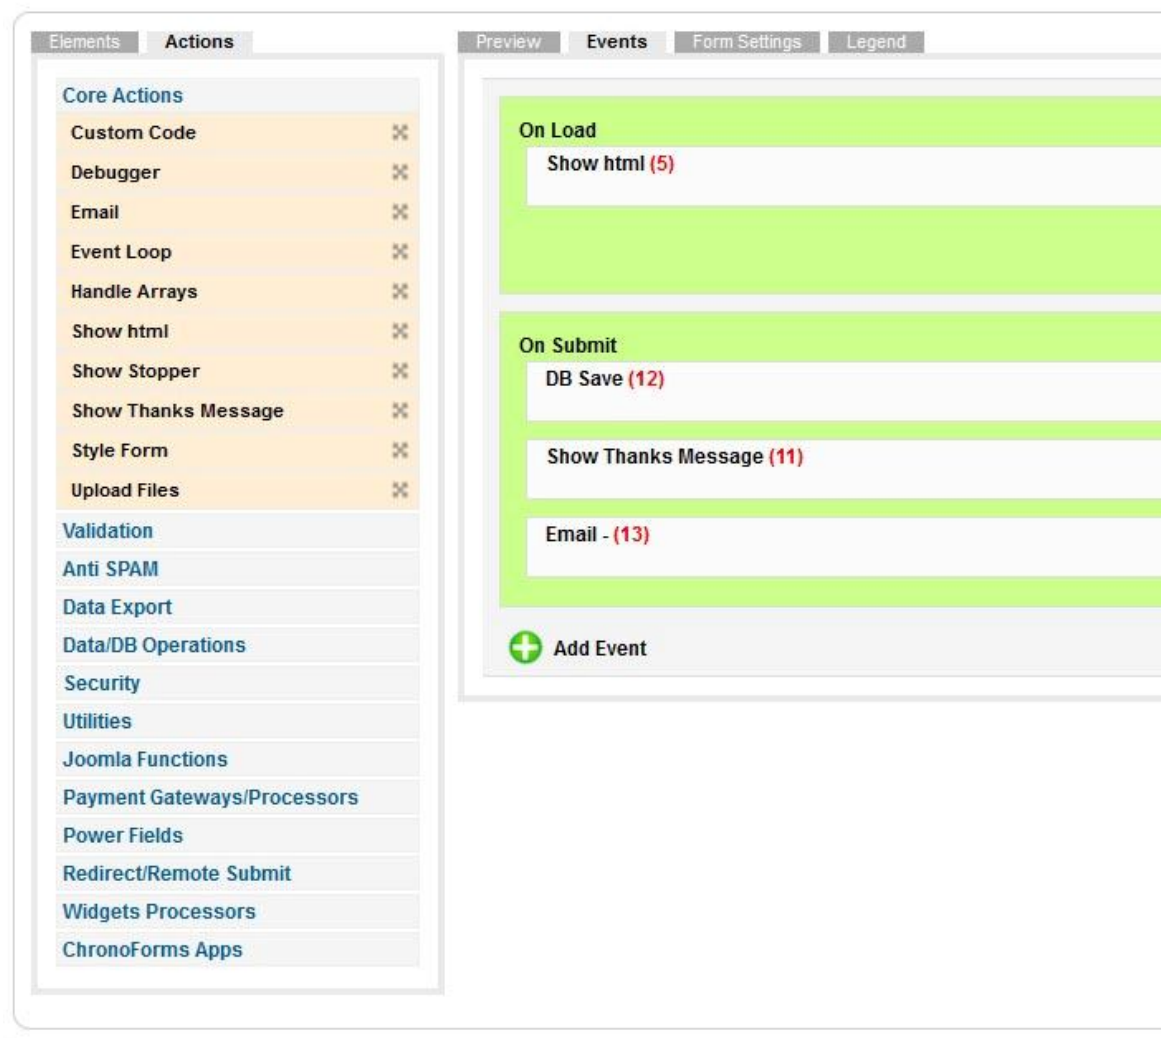 Elements Actions
Core Actions
Custom Code
Debugger
Email
Event Loop
Handle Arrays
Show html
Show Stopper
Show Thanks Message
Style Form
Upload Files
Validation
Anti SPAM
Data Export
Data/DB Operations
Security
Utilities
Joomla Functions
Payment Gateways/Processors
Power Fields
Redirect/Remote Submit
Widgets Processors
ChronoForms Apps
Preview Events Form Settings Legend
On Load
Show html (5)
On Submit
DB Save (12)
Show Thanks Message (11)
Email - (13)
Add Event